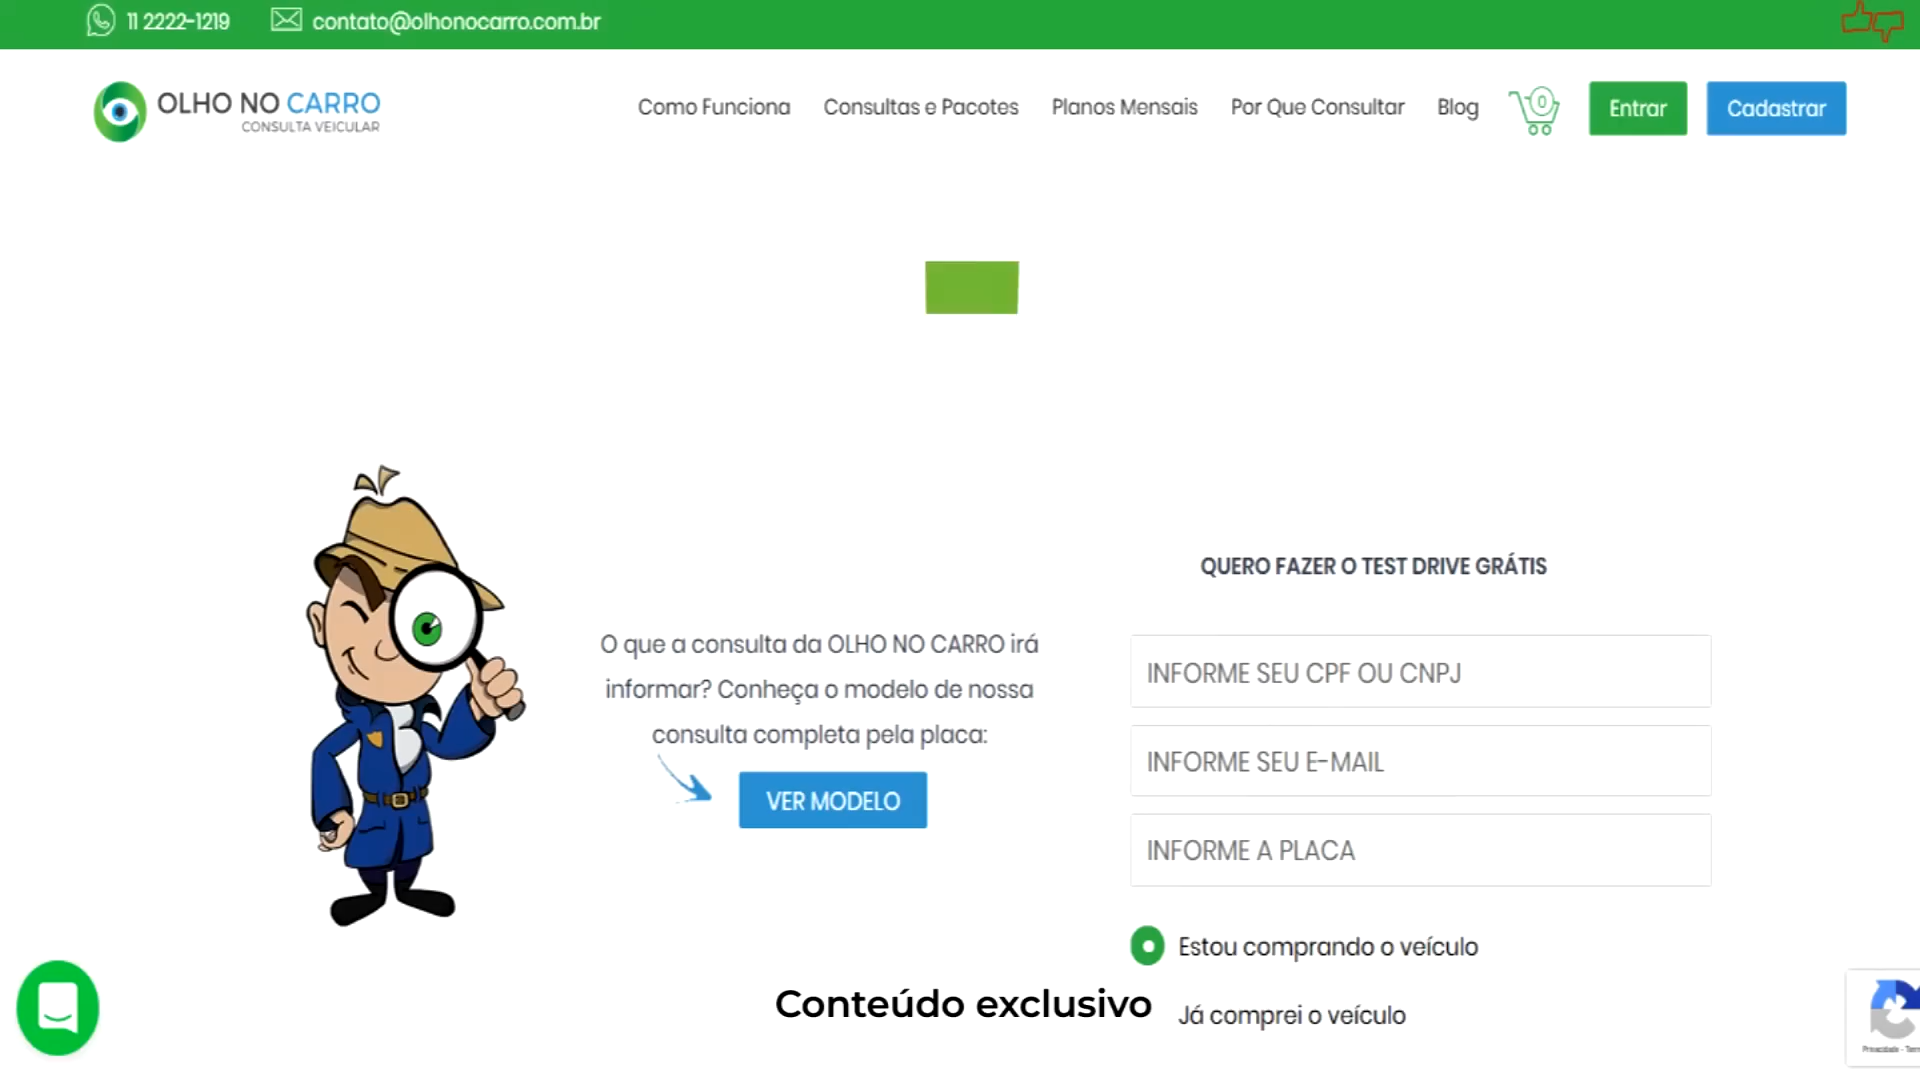 11 2222-1219
contato@olhonocarro.com.br
OLHO NO CARRO
CONSULTA VEICULAR
Como Funciona
Consultas e Pacotes
Planos Mensais
Por Que Consultar
Blog
0
Entrar
Cadastrar
O que a consulta da OLHO NO CARRO irá
informar? Conheça o modelo de nossa
consulta completa pela placa:
VER MODELO
QUERO FAZER O TEST DRIVE GRÁTIS
INFORME SEU CPF OU CNPJ
INFORME SEU E-MAIL
INFORME A PLACA
Estou comprando o veículo
Já comprei o veículo
Conteúdo exclusivo
Privacidade -